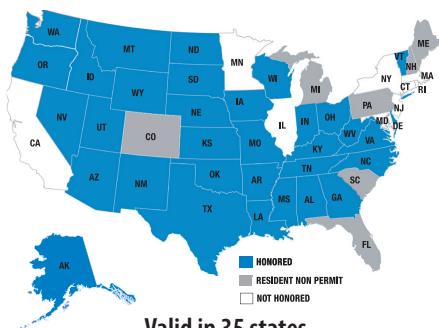 WA
MT
ND
MN
ME
VT
NH
OR
ID
SD
WI
NY
MA
CT
RI
WY
MI
IA
PA
NJ
NE
NV
UT
CO
IL
IN
OH
MD
DE
WV
VA
CA
KS
MO
KY
NC
TN
AZ
NM
OK
AR
SC
MS
AL
GA
TX
LA
FL
AK
HONORED
RESIDENT NON PERMIT
NOT HONORED
Valid in 35 states